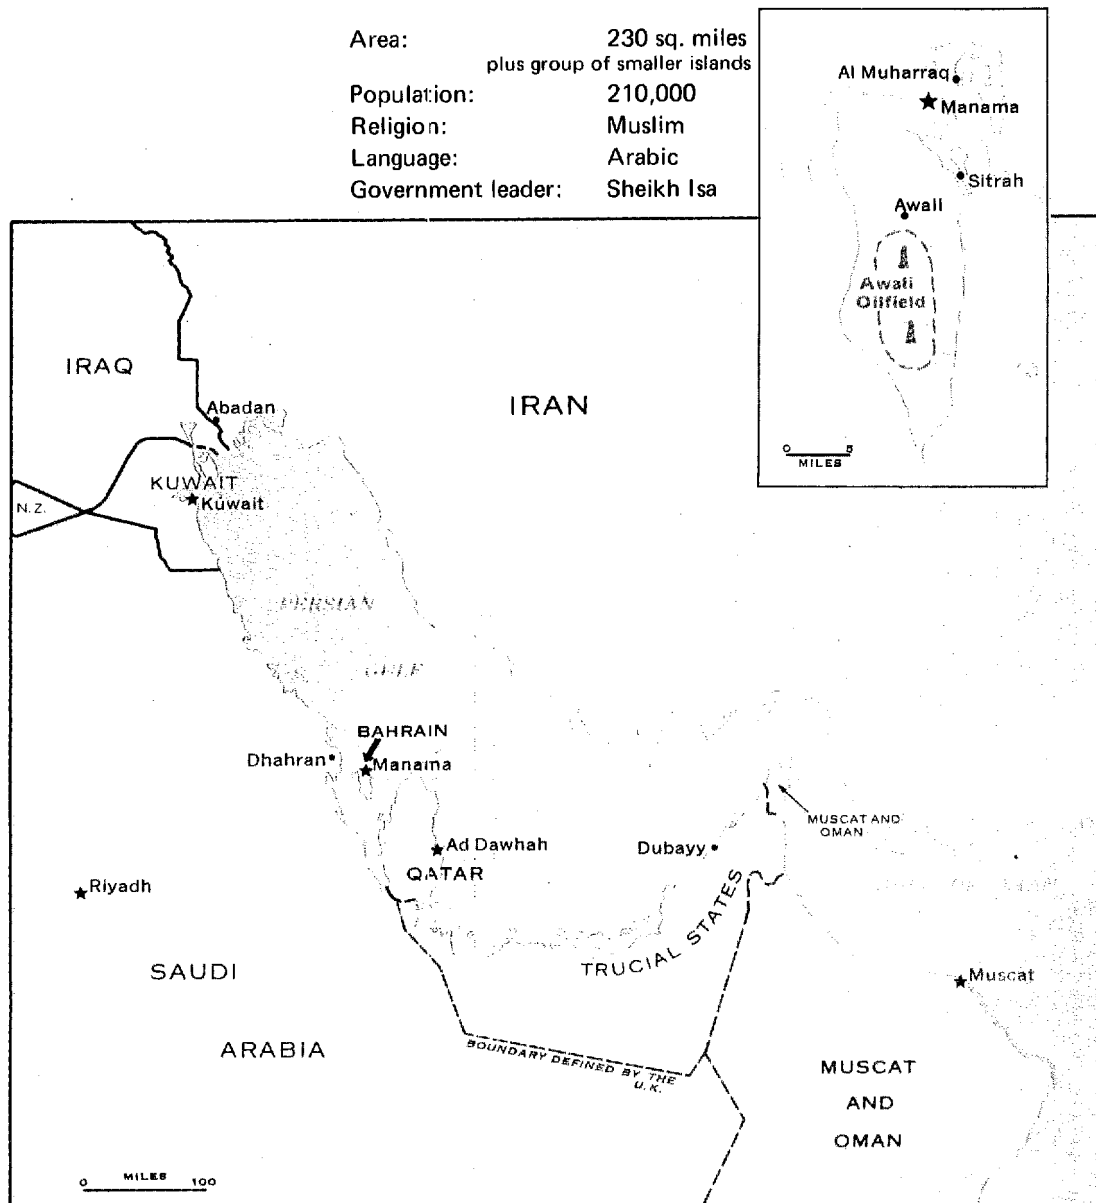 Area: 230 sq. miles
plus group of smaller islands
Population: 210,000
Religion: Muslim
Language: Arabic
Government leader: Sheikh Isa
Al Muharraq
Manama
Sitrah
Awali
Awali
Oilfield
0 5
MILES
IRAQ
Abadan
IRAN
KUWAIT
Kuwait
N.Z.
PERSIAN
GULF
BAHRAIN
Dhahran
Manama
MUSCAT AND
OMAN
Ad Dawhah
Dubayy
QATAR
Riyadh
TRUCIAL STATES
SAUDI
Muscat
ARABIA
BOUNDARY DEFINED BY THE
U.K.
MUSCAT
AND
OMAN
MILES
0 100